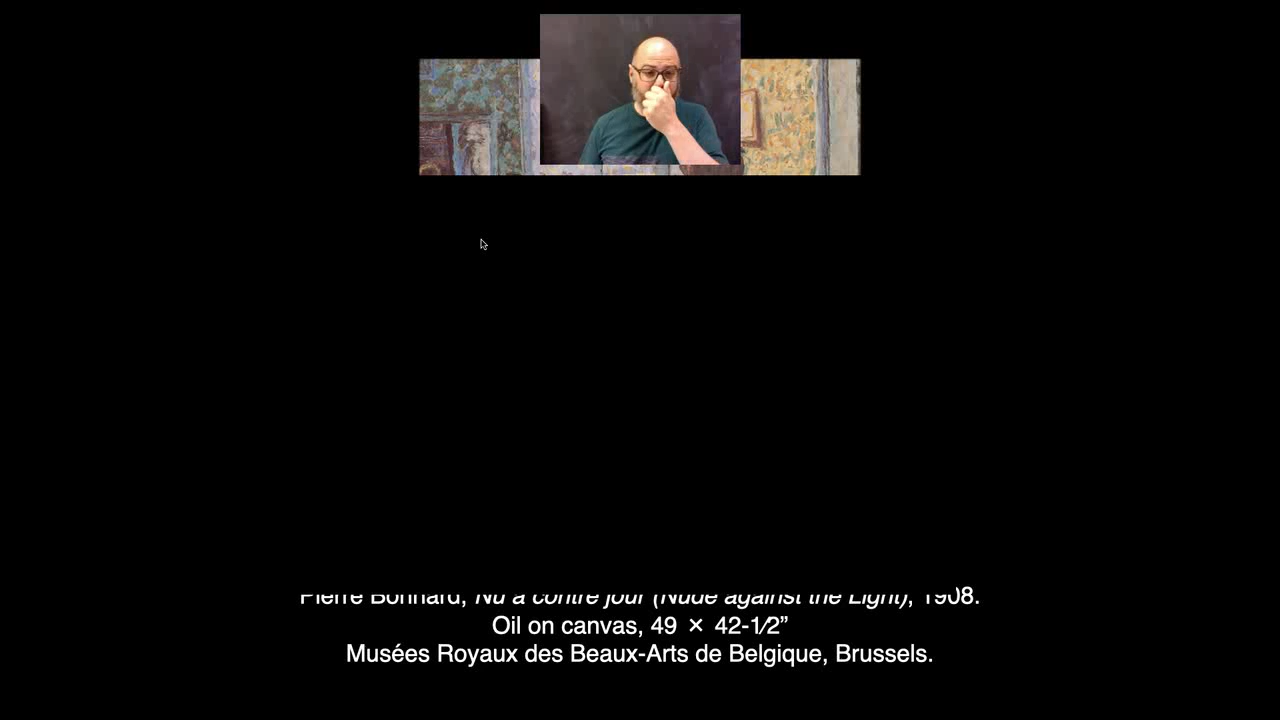 Pierre Bonnard, Nu à contre jour (Nude against the Light), 1908.
Oil on canvas, 49 × 42-1⁄2”
Musées Royaux des Beaux-Arts de Belgique, Brussels.